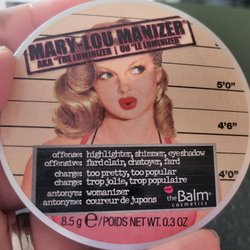 MARY-LOU MANIZER®
AKA "THE LUMINIZER" | OU "LE LUMINIZER"
5'0"
4'6"
4'0"
offense: highlighter, shimmer, eyeshadow
offensive: fard clair, chatoyer, fard
charges: too pretty, too popular
charges: trop jolie, trop populaire
antonyms: womanizer
antonyme: coureur de jupons
theBalm®
cosmetics
8.5 g e/POIDS NET WT. 0.3 OZ